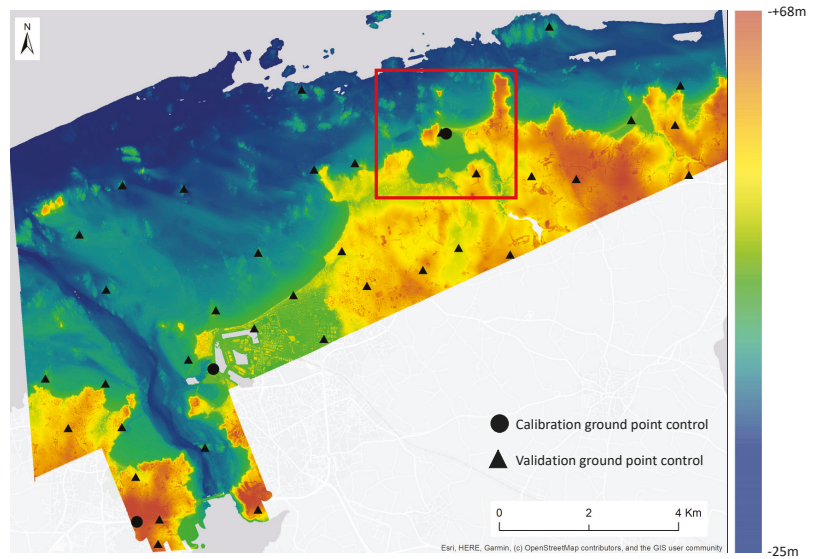 N
-+68m
Calibration ground point control
Validation ground point control
0 2 4 Km
Esri, HERE, Garmin, (c) OpenStreetMap contributors, and the GIS user community
-25m